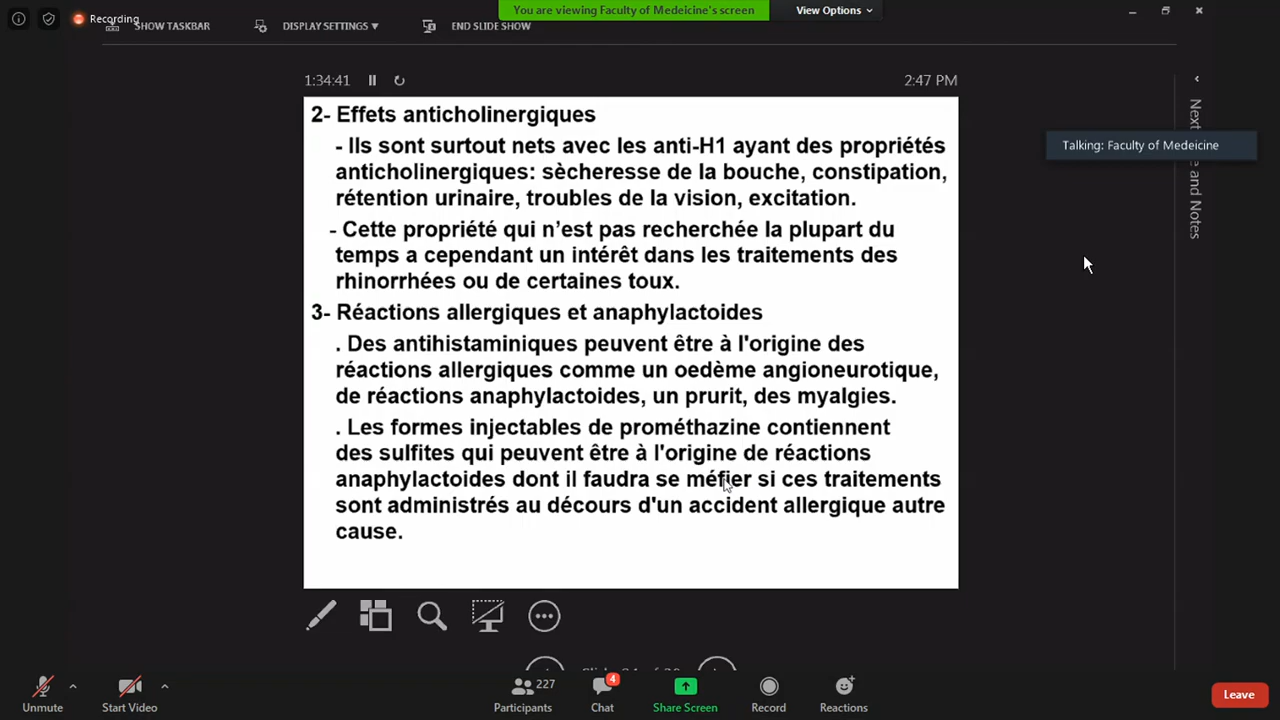 Recording
You are viewing Faculty of Medeicine's screen
View Options
SHOW TASKBAR
DISPLAY SETTINGS
END SLIDE SHOW
1:34:41
2:47 PM
Talking: Faculty of Medeicine
2- Effets anticholinergiques
- Ils sont surtout nets avec les anti-H1 ayant des propriétés
anticholinergiques: sècheresse de la bouche, constipation,
rétention urinaire, troubles de la vision, excitation.
- Cette propriété qui n'est pas recherchée la plupart du
temps a cependant un intérêt dans les traitements des
rhinorrhées ou de certaines toux.
3- Réactions allergiques et anaphylactoides
. Des antihistaminiques peuvent être à l'origine des
réactions allergiques comme un oedème angioneurotique,
de réactions anaphylactoides, un prurit, des myalgies.
. Les formes injectables de prométhazine contiennent
des sulfites qui peuvent être à l'origine de réactions
anaphylactoides dont il faudra se méfier si ces traitements
sont administrés au décours d'un accident allergique autre
cause.
Next
and Notes
Unmute
Start Video
227
Participants
4
Chat
Share Screen
Record
Reactions
Leave